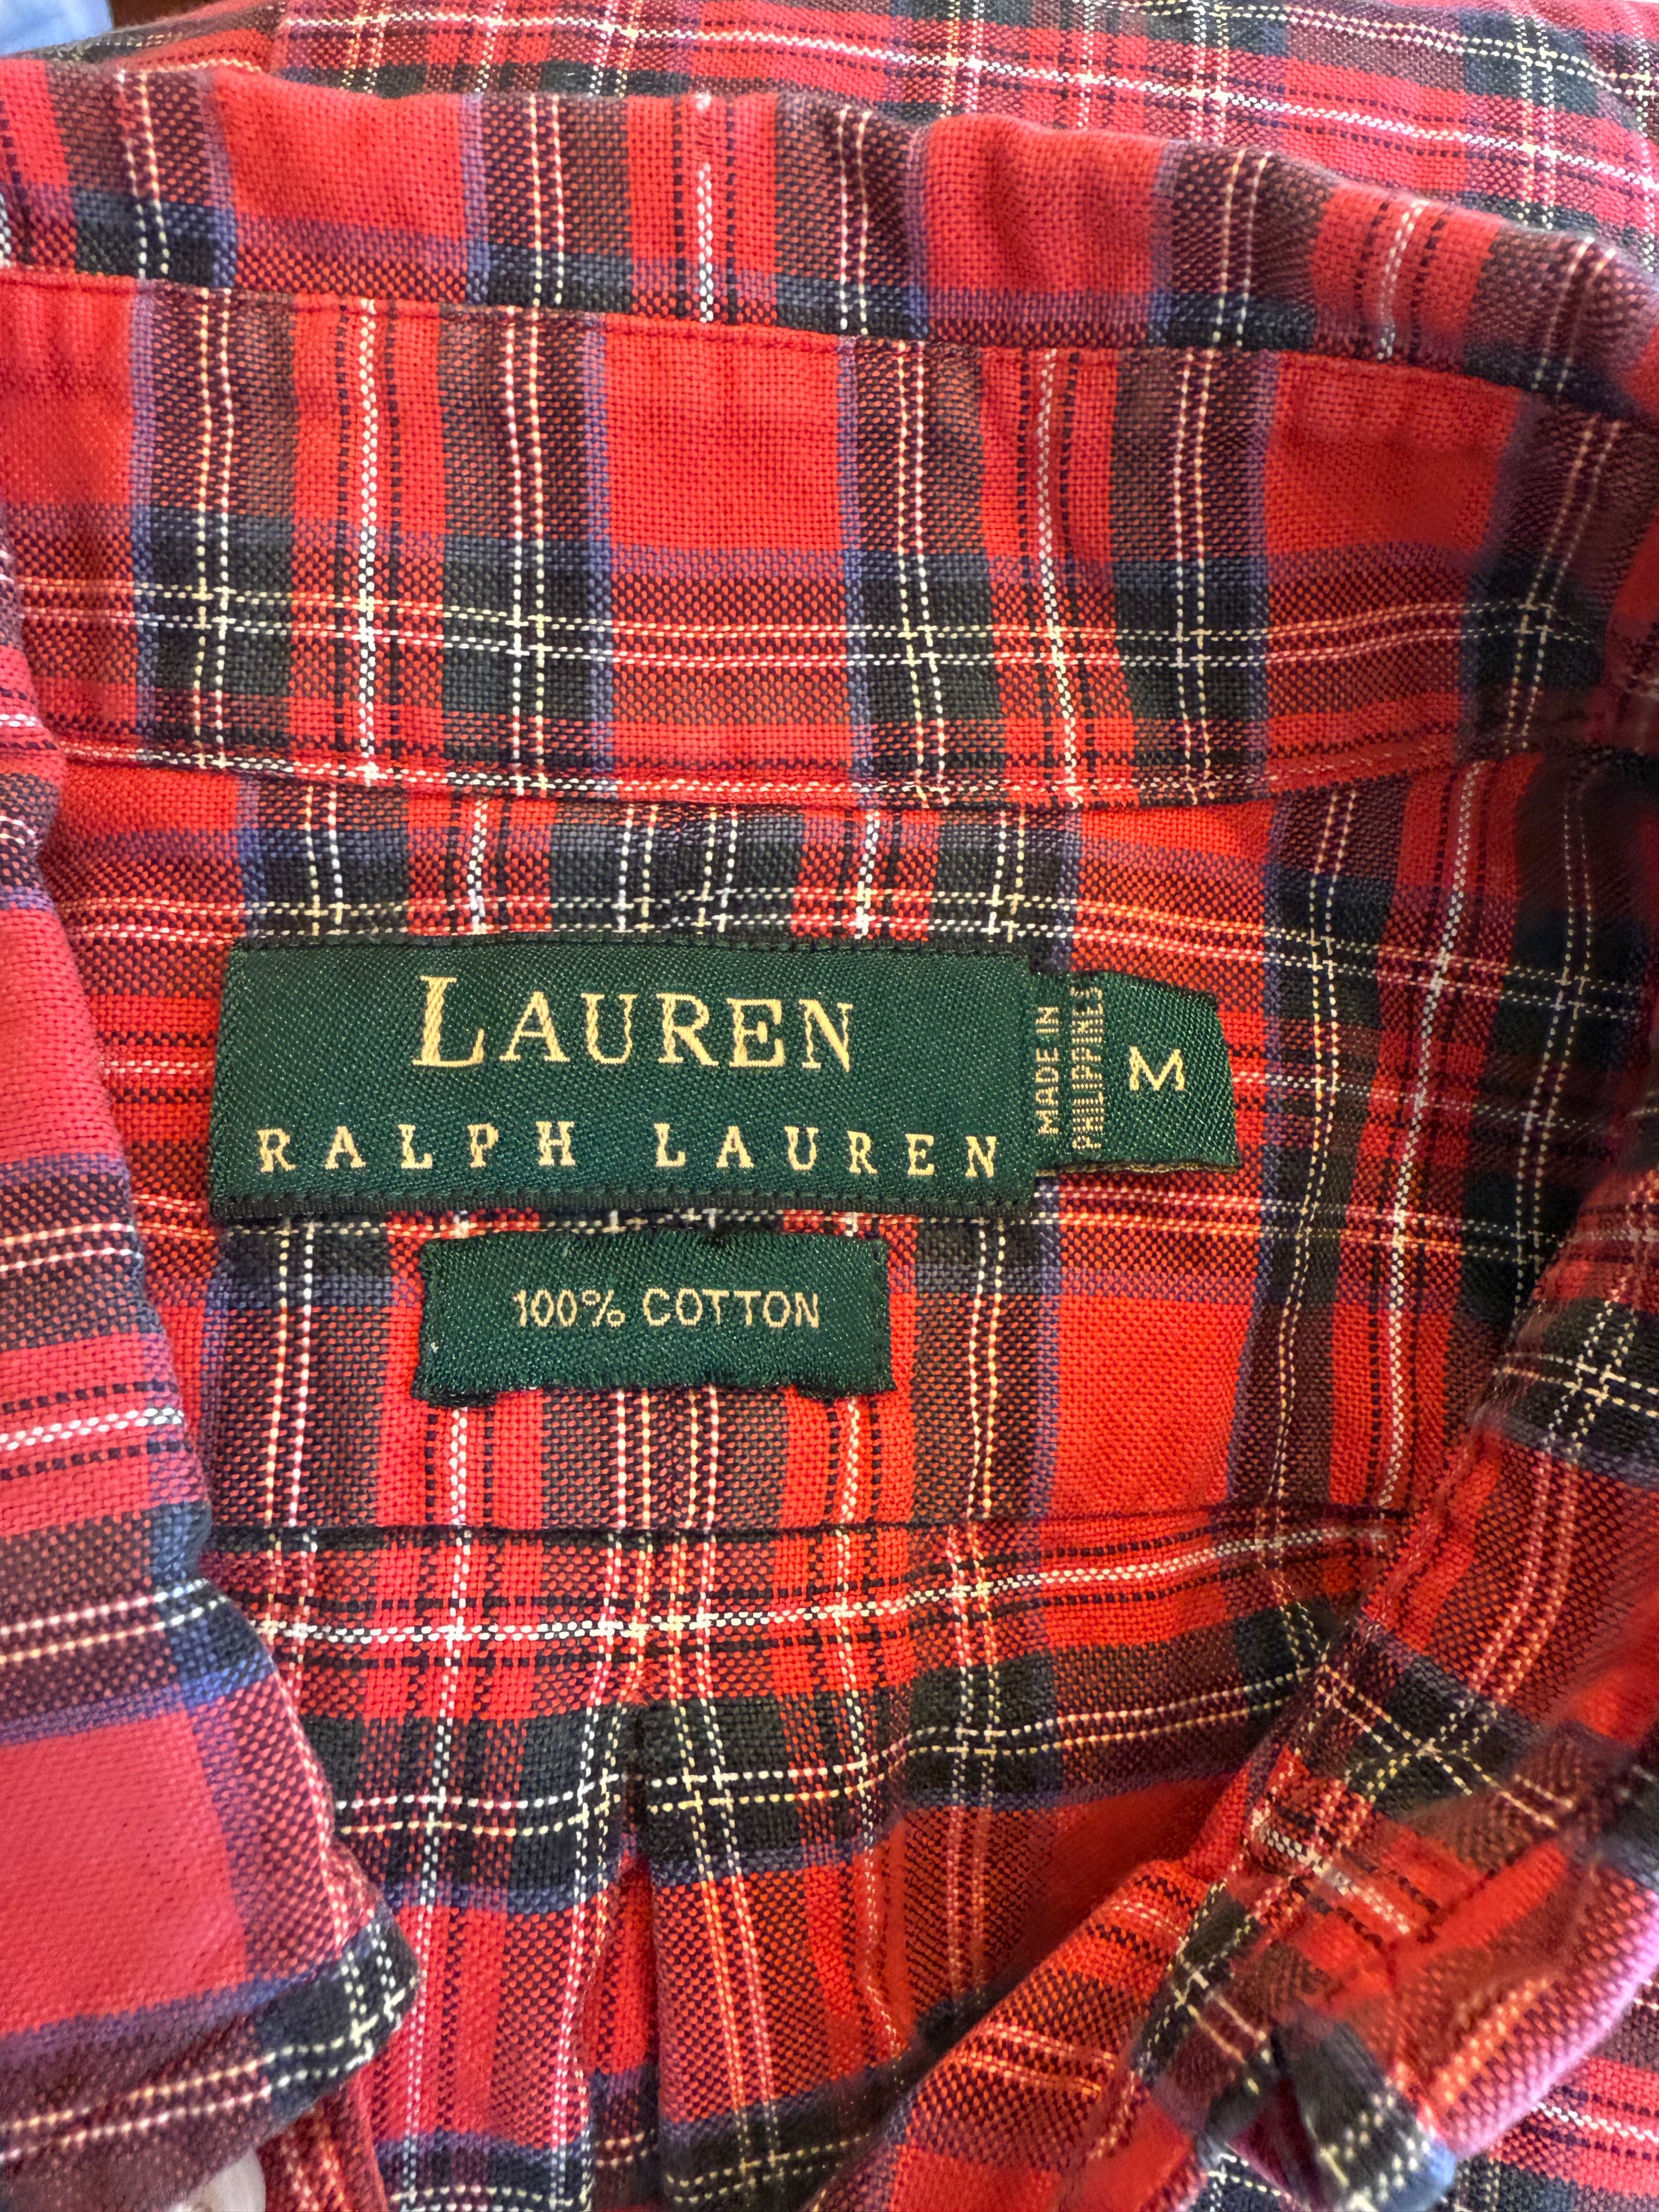 LAUREN
RALPH LAUREN
MADE IN
PHILIPPINES
M
100% COTTON